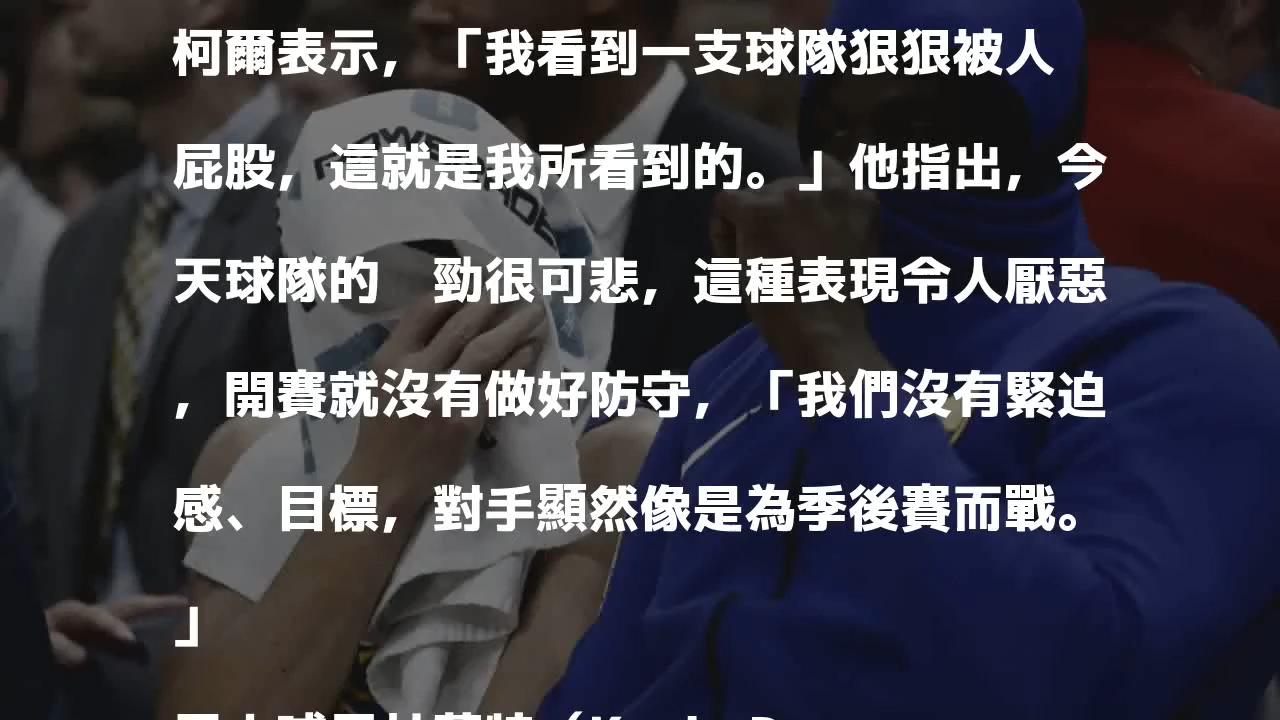 柯爾表示，「我看到一支球隊狠狠被人
屁股，這就是我所看到的。」他指出，今
天球隊的　勁很可悲，這種表現令人厭惡
，開賽就沒有做好防守，「我們沒有緊迫
感、目標，對手顯然像是為季後賽而戰。
」